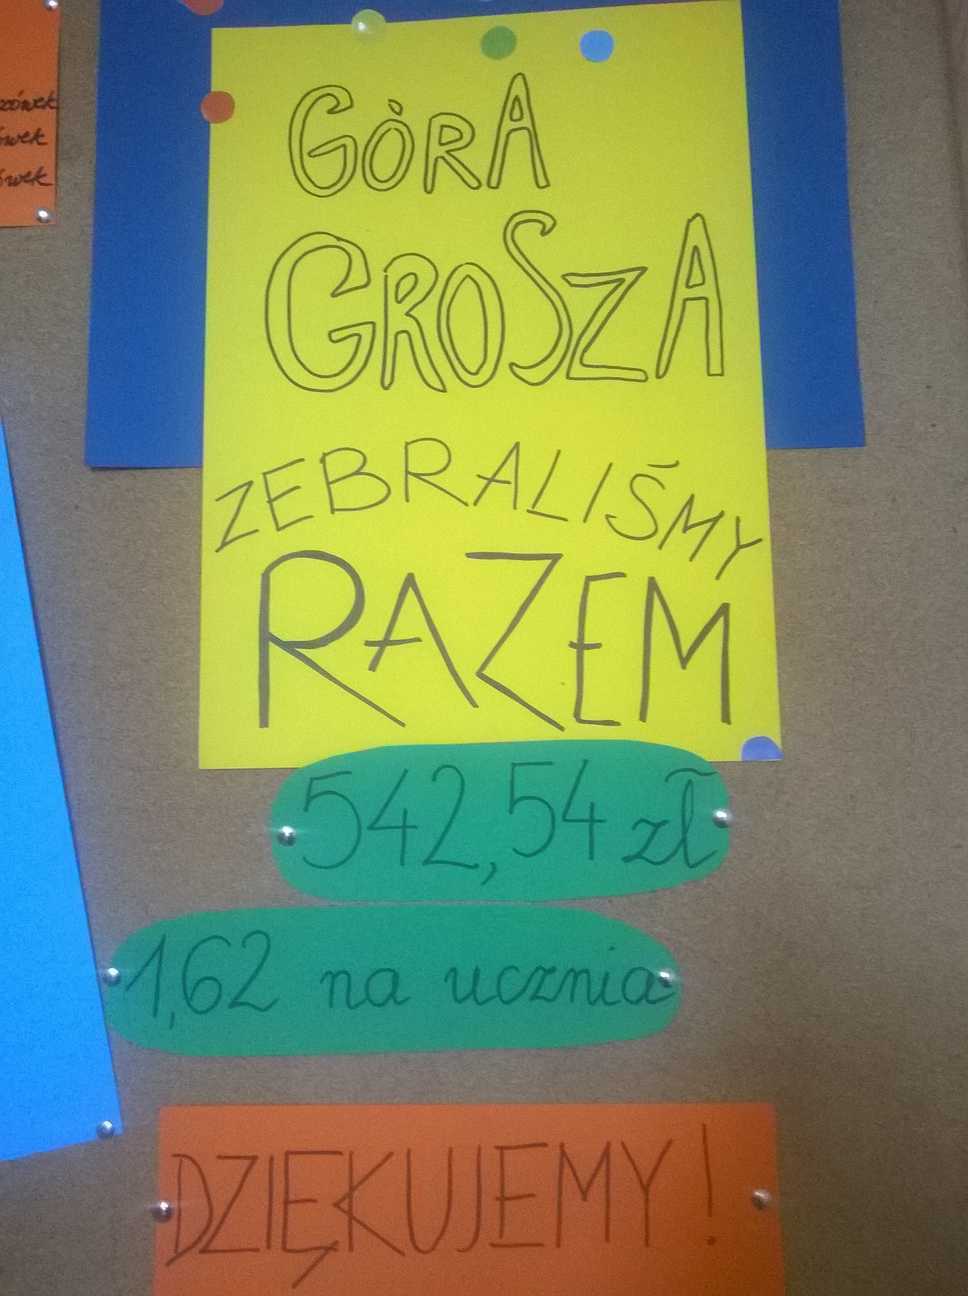 GÓRA
GROSZA
ZEBRALIŚMY
RAZEM
542,54 zł
1,62 na ucznia
DZIĘKUJEMY!